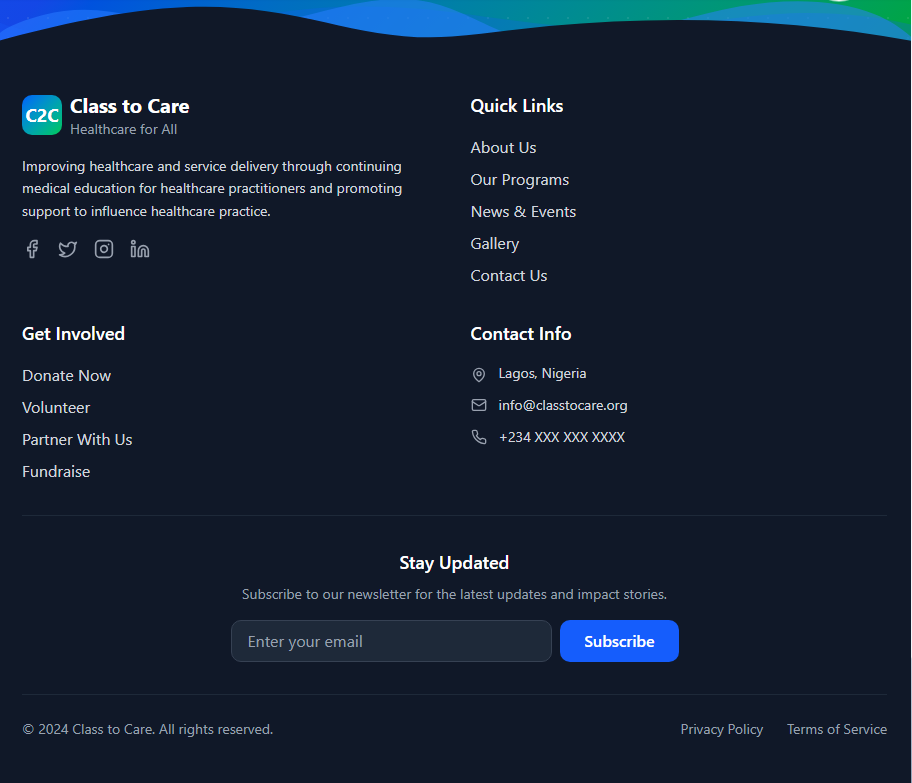 C2C
Class to Care
Healthcare for All
Improving healthcare and service delivery through continuing
medical education for healthcare practitioners and promoting
support to influence healthcare practice.
Quick Links
About Us
Our Programs
News & Events
Gallery
Contact Us
Get Involved
Donate Now
Volunteer
Partner With Us
Fundraise
Contact Info
Lagos, Nigeria
info@classtocare.org
+234 XXX XXX XXXX
Stay Updated
Subscribe to our newsletter for the latest updates and impact stories.
Enter your email
Subscribe
© 2024 Class to Care. All rights reserved.
Privacy Policy
Terms of Service